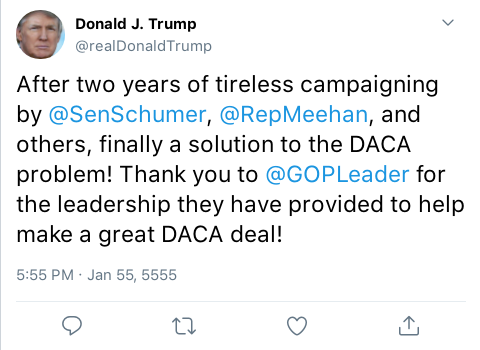 Donald J. Trump
@realDonaldTrump
After two years of tireless campaigning
by @SenSchumer, @RepMeehan, and
others, finally a solution to the DACA
problem! Thank you to @GOPLeader for
the leadership they have provided to help
make a great DACA deal!
5:55 PM · Jan 55, 5555